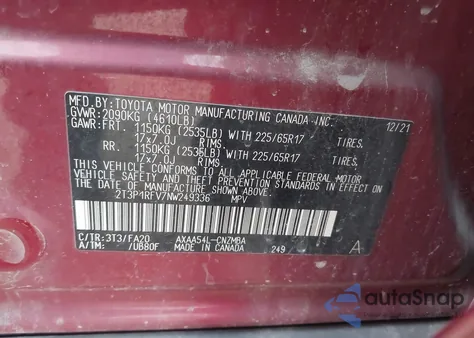 MFD.BY:TOYOTA MOTOR MANUFACTURING CANADA INC.
GVWR: 2090KG (4610LB) 12/21
GAWR: FRT. 1150KG (2535LB) WITH 225/65R17 TIRES.
17x7.0J RIMS.
RR. 1150KG (2535LB) WITH 225/65R17 TIRES.
17x7.0J RIMS.
THIS VEHICLE CONFORMS TO ALL APPLICABLE FEDERAL MOTOR
VEHICLE SAFETY AND BUMPER STANDARDS IN EFFECT ON THE DATE
OF MANUFACTURE SHOWN ABOVE.
2T3P1RFV7NW249336 MPV
C/TR:3T3/FA20 AXAA54L-CNZMBA
A/TM: /UB80F MADE IN CANADA 249 A
autoSnap